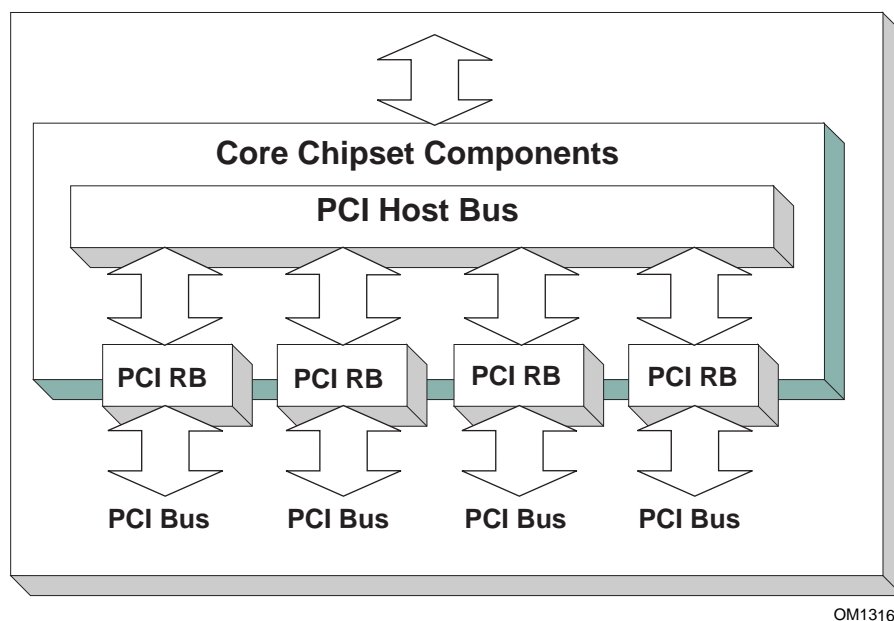 Core Chipset Components
PCI Host Bus
PCI RB PCI RB PCI RB PCI RB
PCI Bus PCI Bus PCI Bus PCI Bus
OM1316